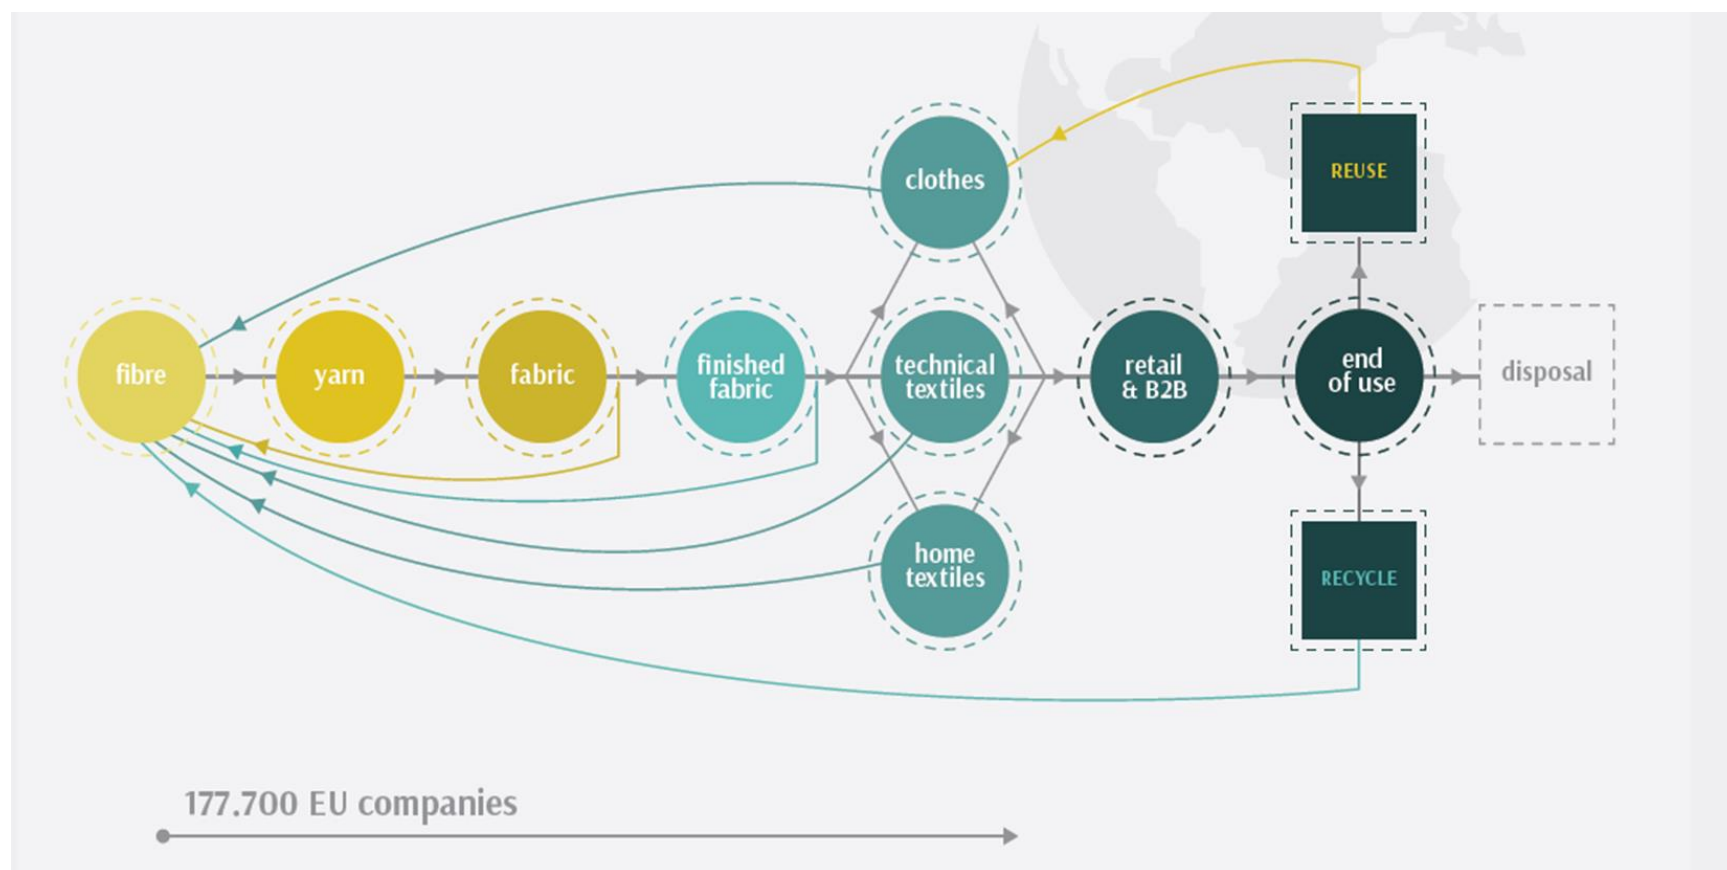 clothes
REUSE
fibre
yarn
fabric
finished
fabric
technical
textiles
retail
& B2B
end
of use
disposal
home
textiles
RECYCLE
177.700 EU companies